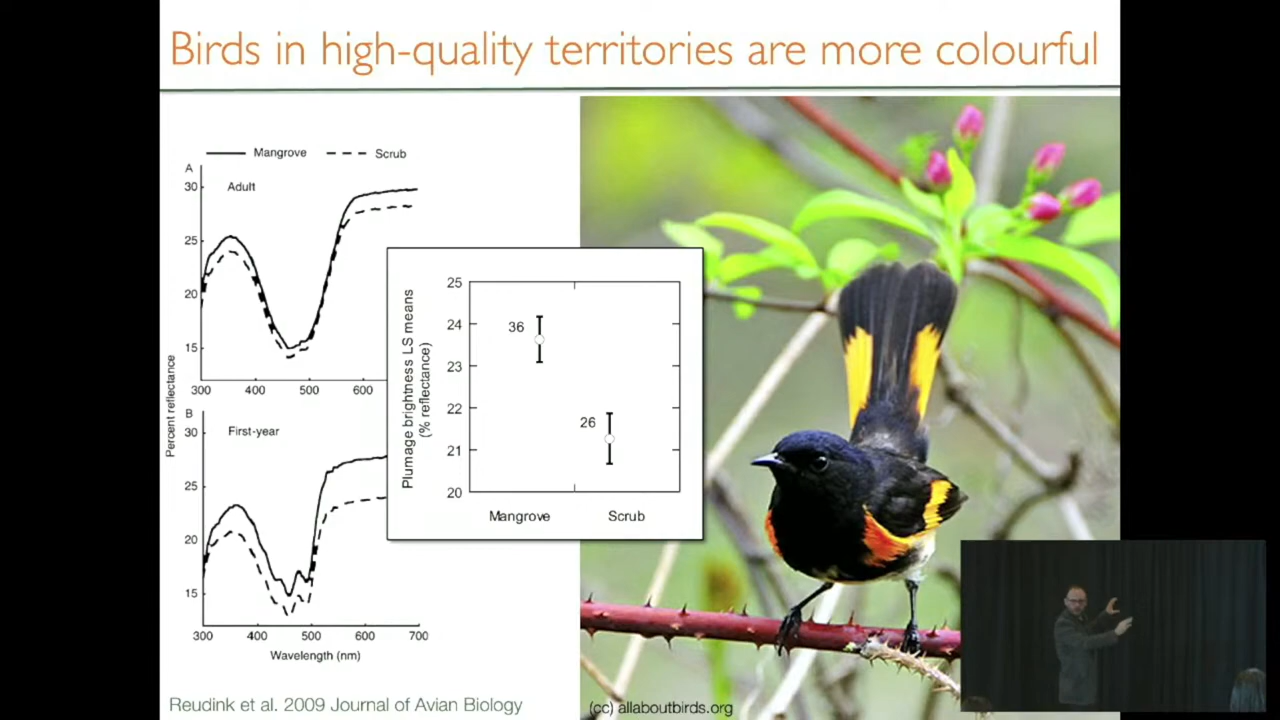 Birds in high-quality territories are more colourful
Mangrove
Scrub
A
Adult
30
25
20
15
300
400
500
600
Percent reflectance
B
First-year
30
25
20
15
300
400
500
600
700
Wavelength (nm)
Plumage brightness LS means
(% reflectance)
25
24
23
22
21
20
36
26
Mangrove
Scrub
Reudink et al. 2009 Journal of Avian Biology
(cc) allaboutbirds.org